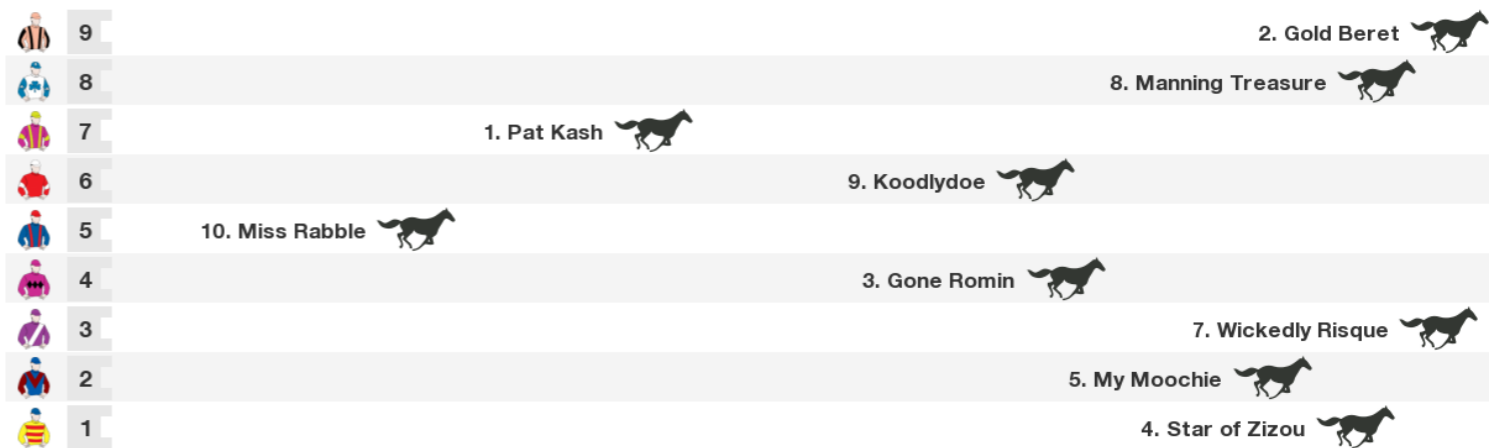 9 2. Gold Beret
8 8. Manning Treasure
7 1. Pat Kash
6 9. Koodlydoe
5 10. Miss Rabble
4 3. Gone Romin
3 7. Wickedly Risque
2 5. My Moochie
1 4. Star of Zizou